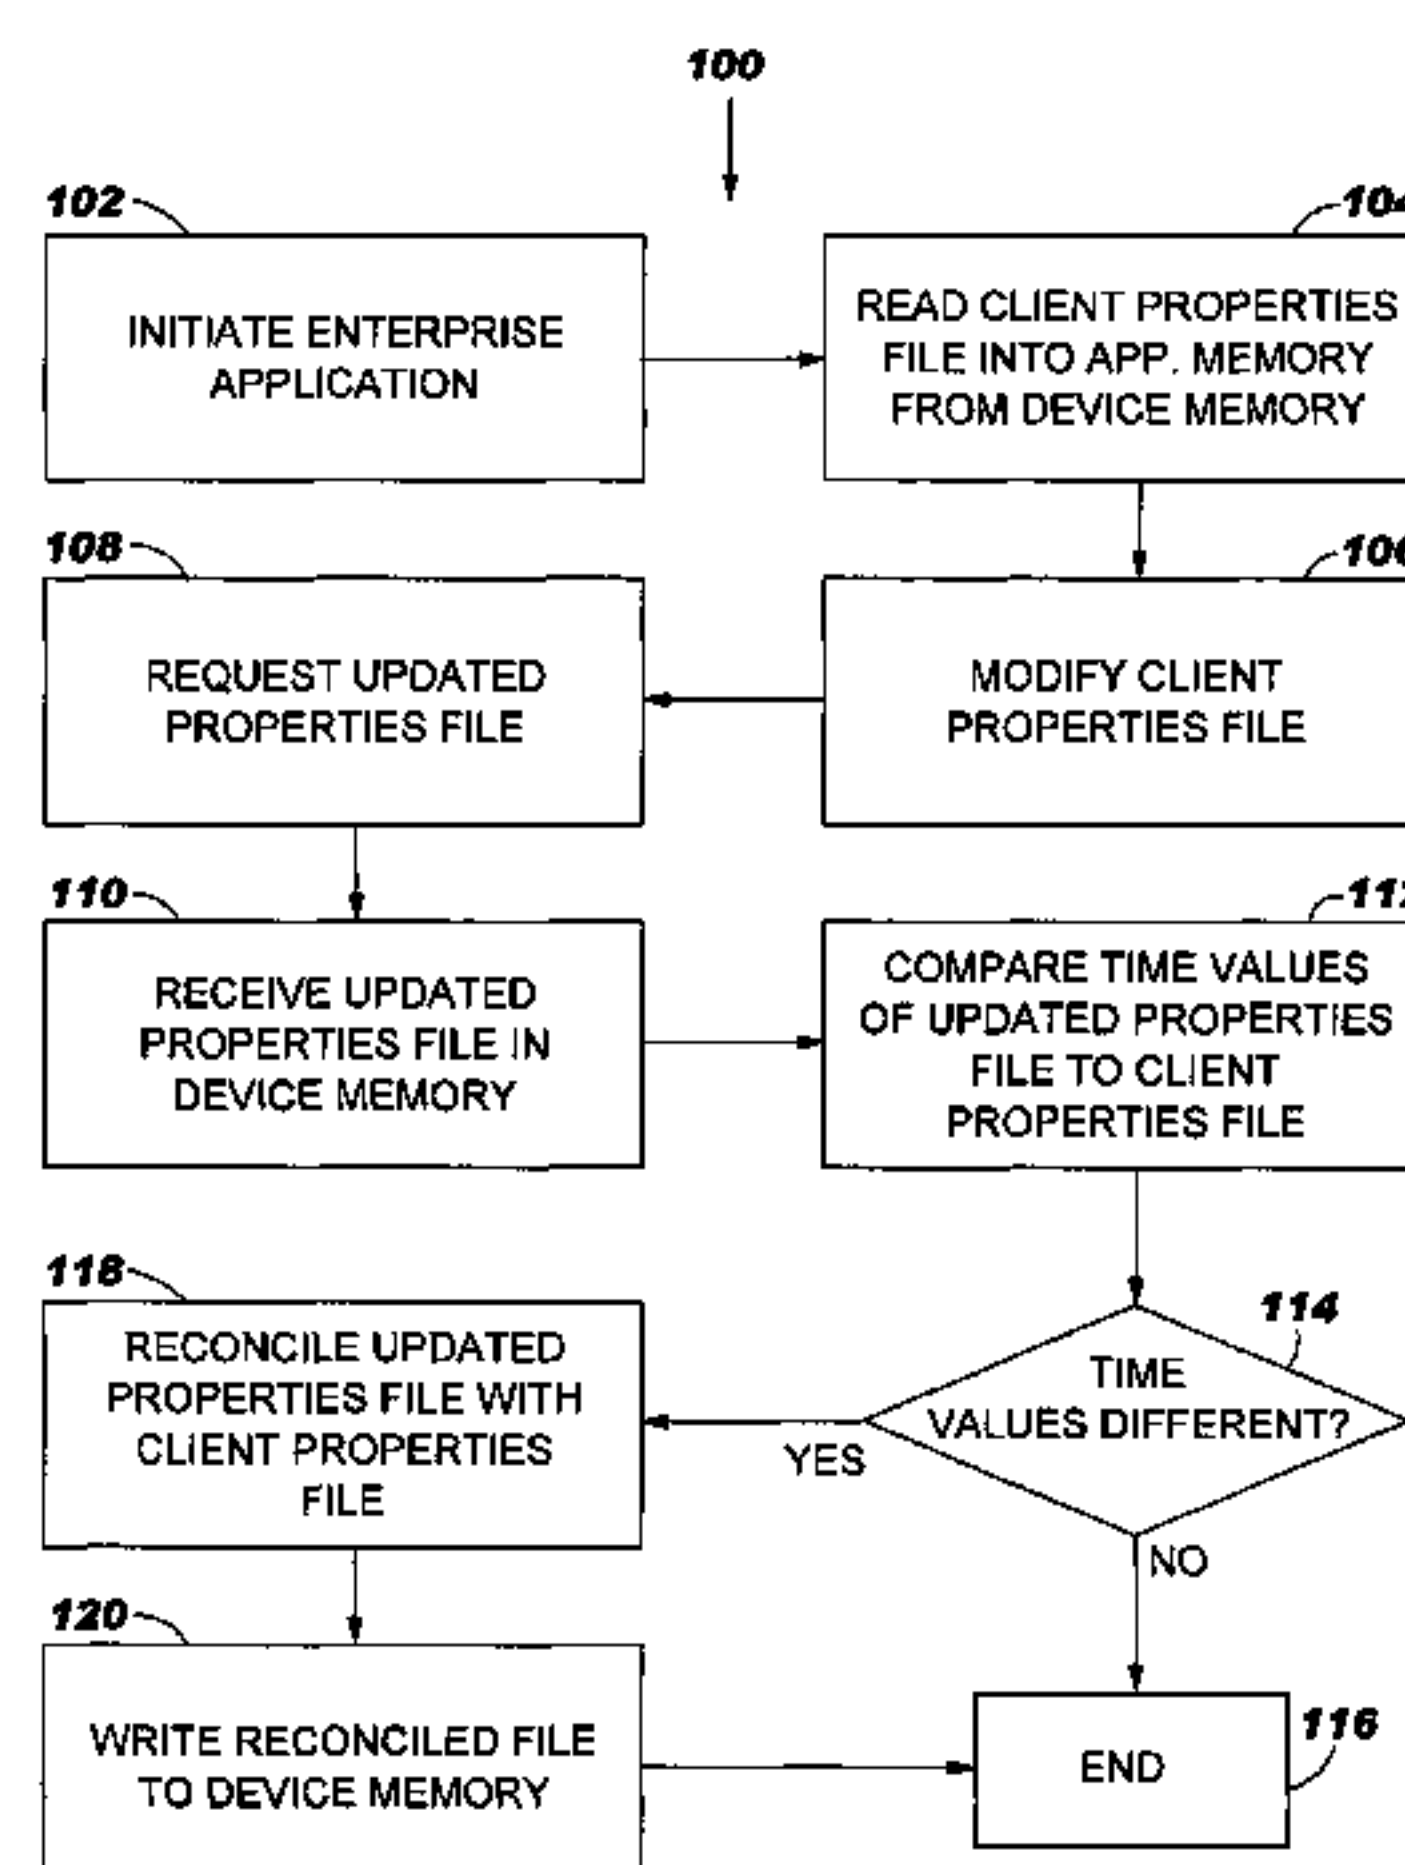 100
102
INITIATE ENTERPRISE
APPLICATION
104
READ CLIENT PROPERTIES
FILE INTO APP. MEMORY
FROM DEVICE MEMORY
108
REQUEST UPDATED
PROPERTIES FILE
106
MODIFY CLIENT
PROPERTIES FILE
110
RECEIVE UPDATED
PROPERTIES FILE IN
DEVICE MEMORY
112
COMPARE TIME VALUES
OF UPDATED PROPERTIES
FILE TO CLIENT
PROPERTIES FILE
118
RECONCILE UPDATED
PROPERTIES FILE WITH
CLIENT PROPERTIES
FILE
114
TIME
VALUES DIFFERENT?
YES
NO
120
WRITE RECONCILED FILE
TO DEVICE MEMORY
END
116